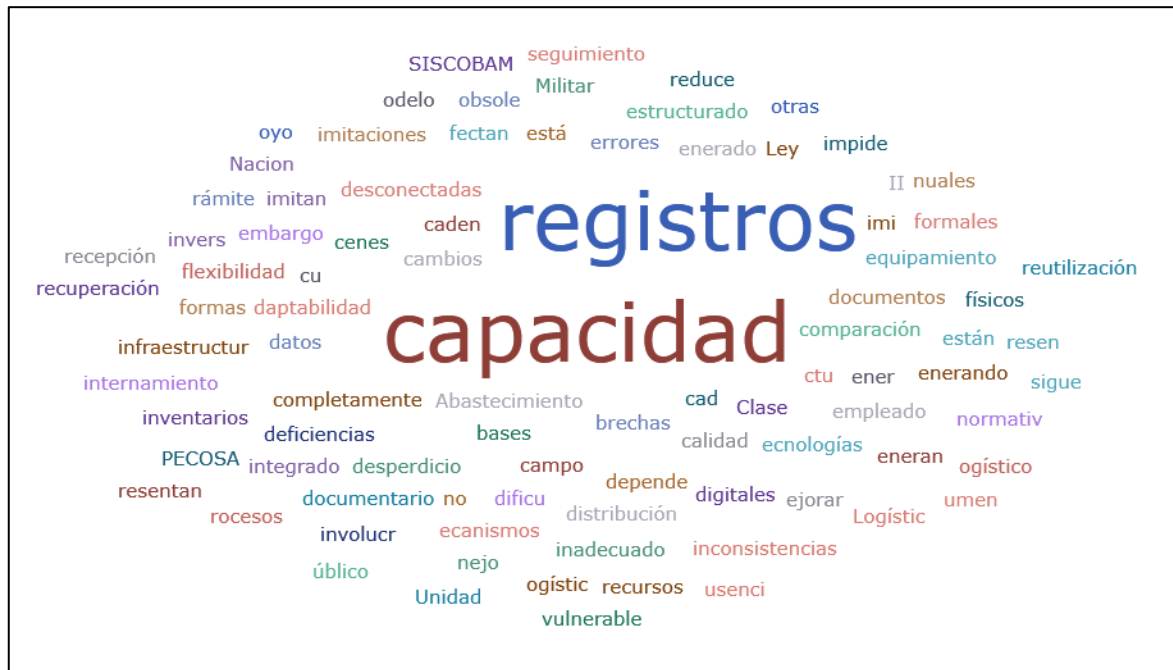 SISCOBAM seguimiento
odelo obsole Militar reduce
estructurado otras
oyo imitaciones fectan está errores enerado Ley impide
Nacion
rámite imitan desconectadas registros II nuales
invers embargo cenes caden imi formales
recepción flexibilidad cu cambios equipamiento reutilización
recuperación formas daptabilidad documentos físicos
infraestructur datos capacidad comparación están resen
internamiento ctu ener enerando sigue
inventarios completamente Abastecimiento cad Clase empleado normativ
deficiencias bases brechas calidad ecnologías eneran
PECOSA integrado desperdicio campo ogístico
resentan documentario no dificu depende digitales ejorar umen
rocesos involucr ecanismos distribución Logístic
úblico nejo inadecuado inconsistencias
Unidad ogístic recursos usenci
vulnerable